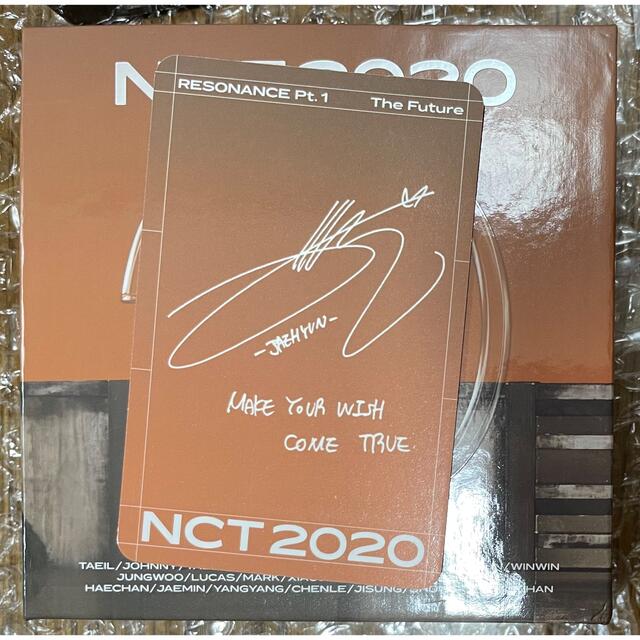 NCT 2020
RESONANCE Pt. 1 The Future
-JAEHYUN-
MAKE YOUR WISH
COME TRUE
NCT 2020
TAEIL/JOHNNY/ /WINWIN
JUNGWOO/LUCAS/MARK/
HAECHAN/JAEMIN/YANGYANG/CHENLE/JISUNG/